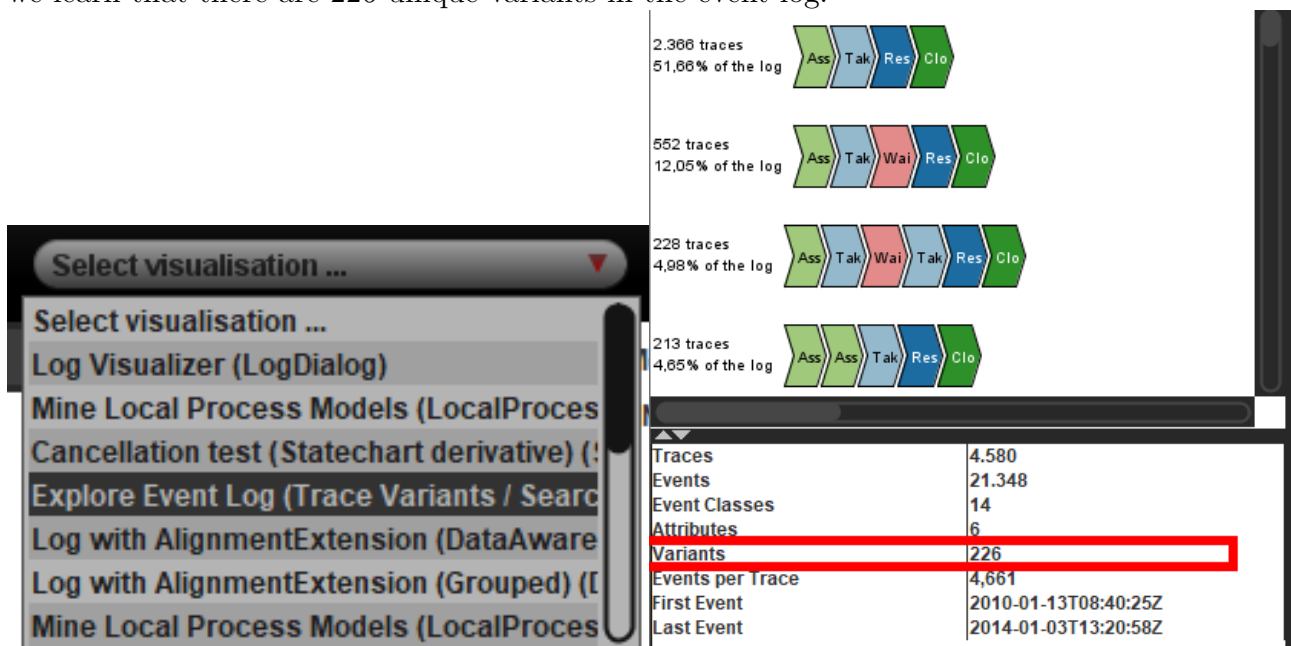 we learn that there are 226 unique variants in the event log.
Select visualisation ...
Select visualisation ...
Log Visualizer (LogDialog)
Mine Local Process Models (LocalProces
Cancellation test (Statechart derivative) (S
Explore Event Log (Trace Variants / Searc
Log with AlignmentExtension (DataAware
Log with AlignmentExtension (Grouped) (D
Mine Local Process Models (LocalProces
2.366 traces
51,66% of the log
Ass Tak Res Clo
552 traces
12,05% of the log
Ass Tak Wai Res Clo
228 traces
4,98% of the log
Ass Tak Wai Tak Res Clo
213 traces
4,65% of the log
Ass Ass Tak Res Clo
Traces 4.580
Events 21.348
Event Classes 14
Attributes 6
Variants 226
Events per Trace 4,661
First Event 2010-01-13T08:40:25Z
Last Event 2014-01-03T13:20:58Z